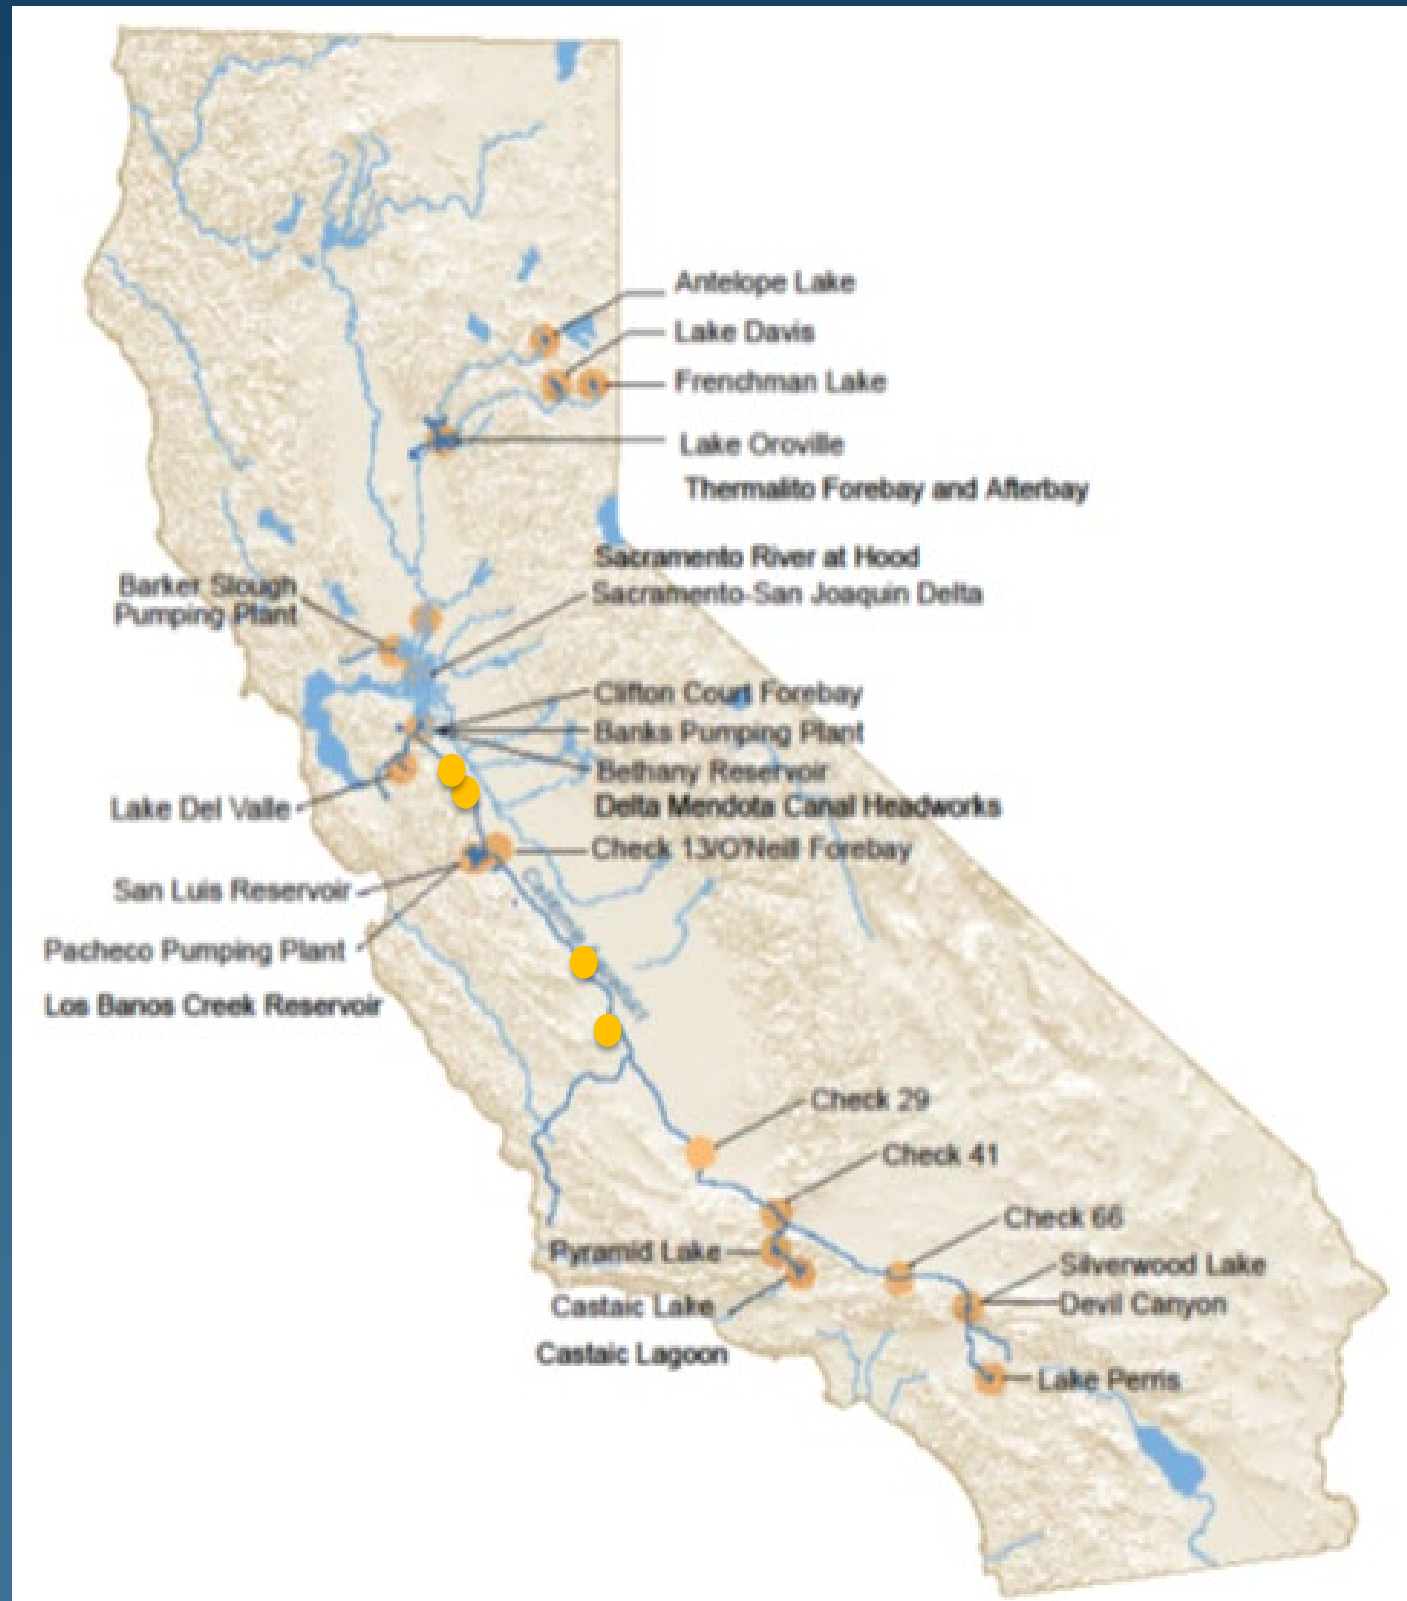 Antelope Lake
Lake Davis
Frenchman Lake
Lake Oroville
Thermalito Forebay and Afterbay
Sacramento River at Hood
Barker Slough
Pumping Plant
Sacramento-San Joaquin Delta
Clifton Court Forebay
Banks Pumping Plant
Bethany Reservoir
Lake Del Valle
Delta Mendota Canal Headworks
Check 13/O'Neill Forebay
San Luis Reservoir
California
Pacheco Pumping Plant
Los Banos Creek Reservoir
Check 29
Check 41
Check 66
Pyramid Lake
Silverwood Lake
Castaic Lake
Devil Canyon
Castaic Lagoon
Lake Perris